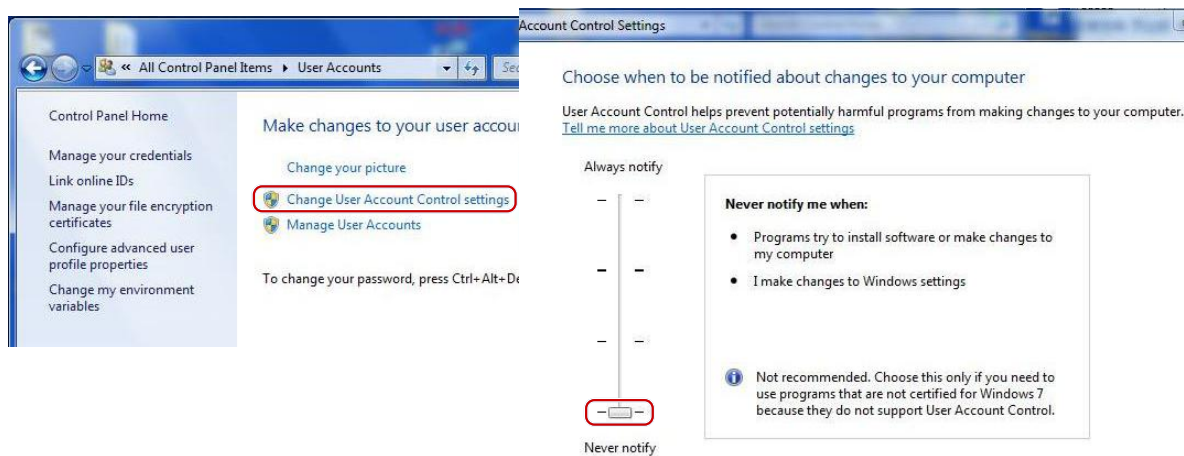 « All Control Panel Items ▸ User Accounts
Control Panel Home
Manage your credentials
Link online IDs
Manage your file encryption
certificates
Configure advanced user
profile properties
Change my environment
variables
Make changes to your user accou
Change your picture
Change User Account Control settings
Manage User Accounts
To change your password, press Ctrl+Alt+De
Account Control Settings
Choose when to be notified about changes to your computer
User Account Control helps prevent potentially harmful programs from making changes to your computer.
Tell me more about User Account Control settings
Always notify
Never notify me when:
• Programs try to install software or make changes to
my computer
• I make changes to Windows settings
Not recommended. Choose this only if you need to
use programs that are not certified for Windows 7
because they do not support User Account Control.
Never notify